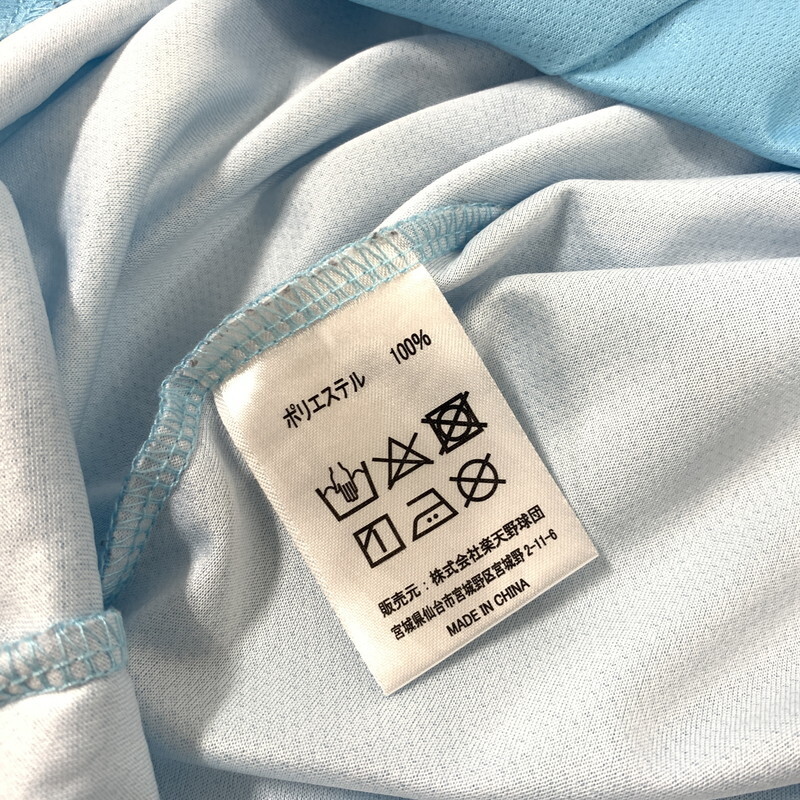 ポリエステル 100%
販売元：株式会社楽天野球団
宮城県仙台市宮城野区宮城野2-11-6
MADE IN CHINA